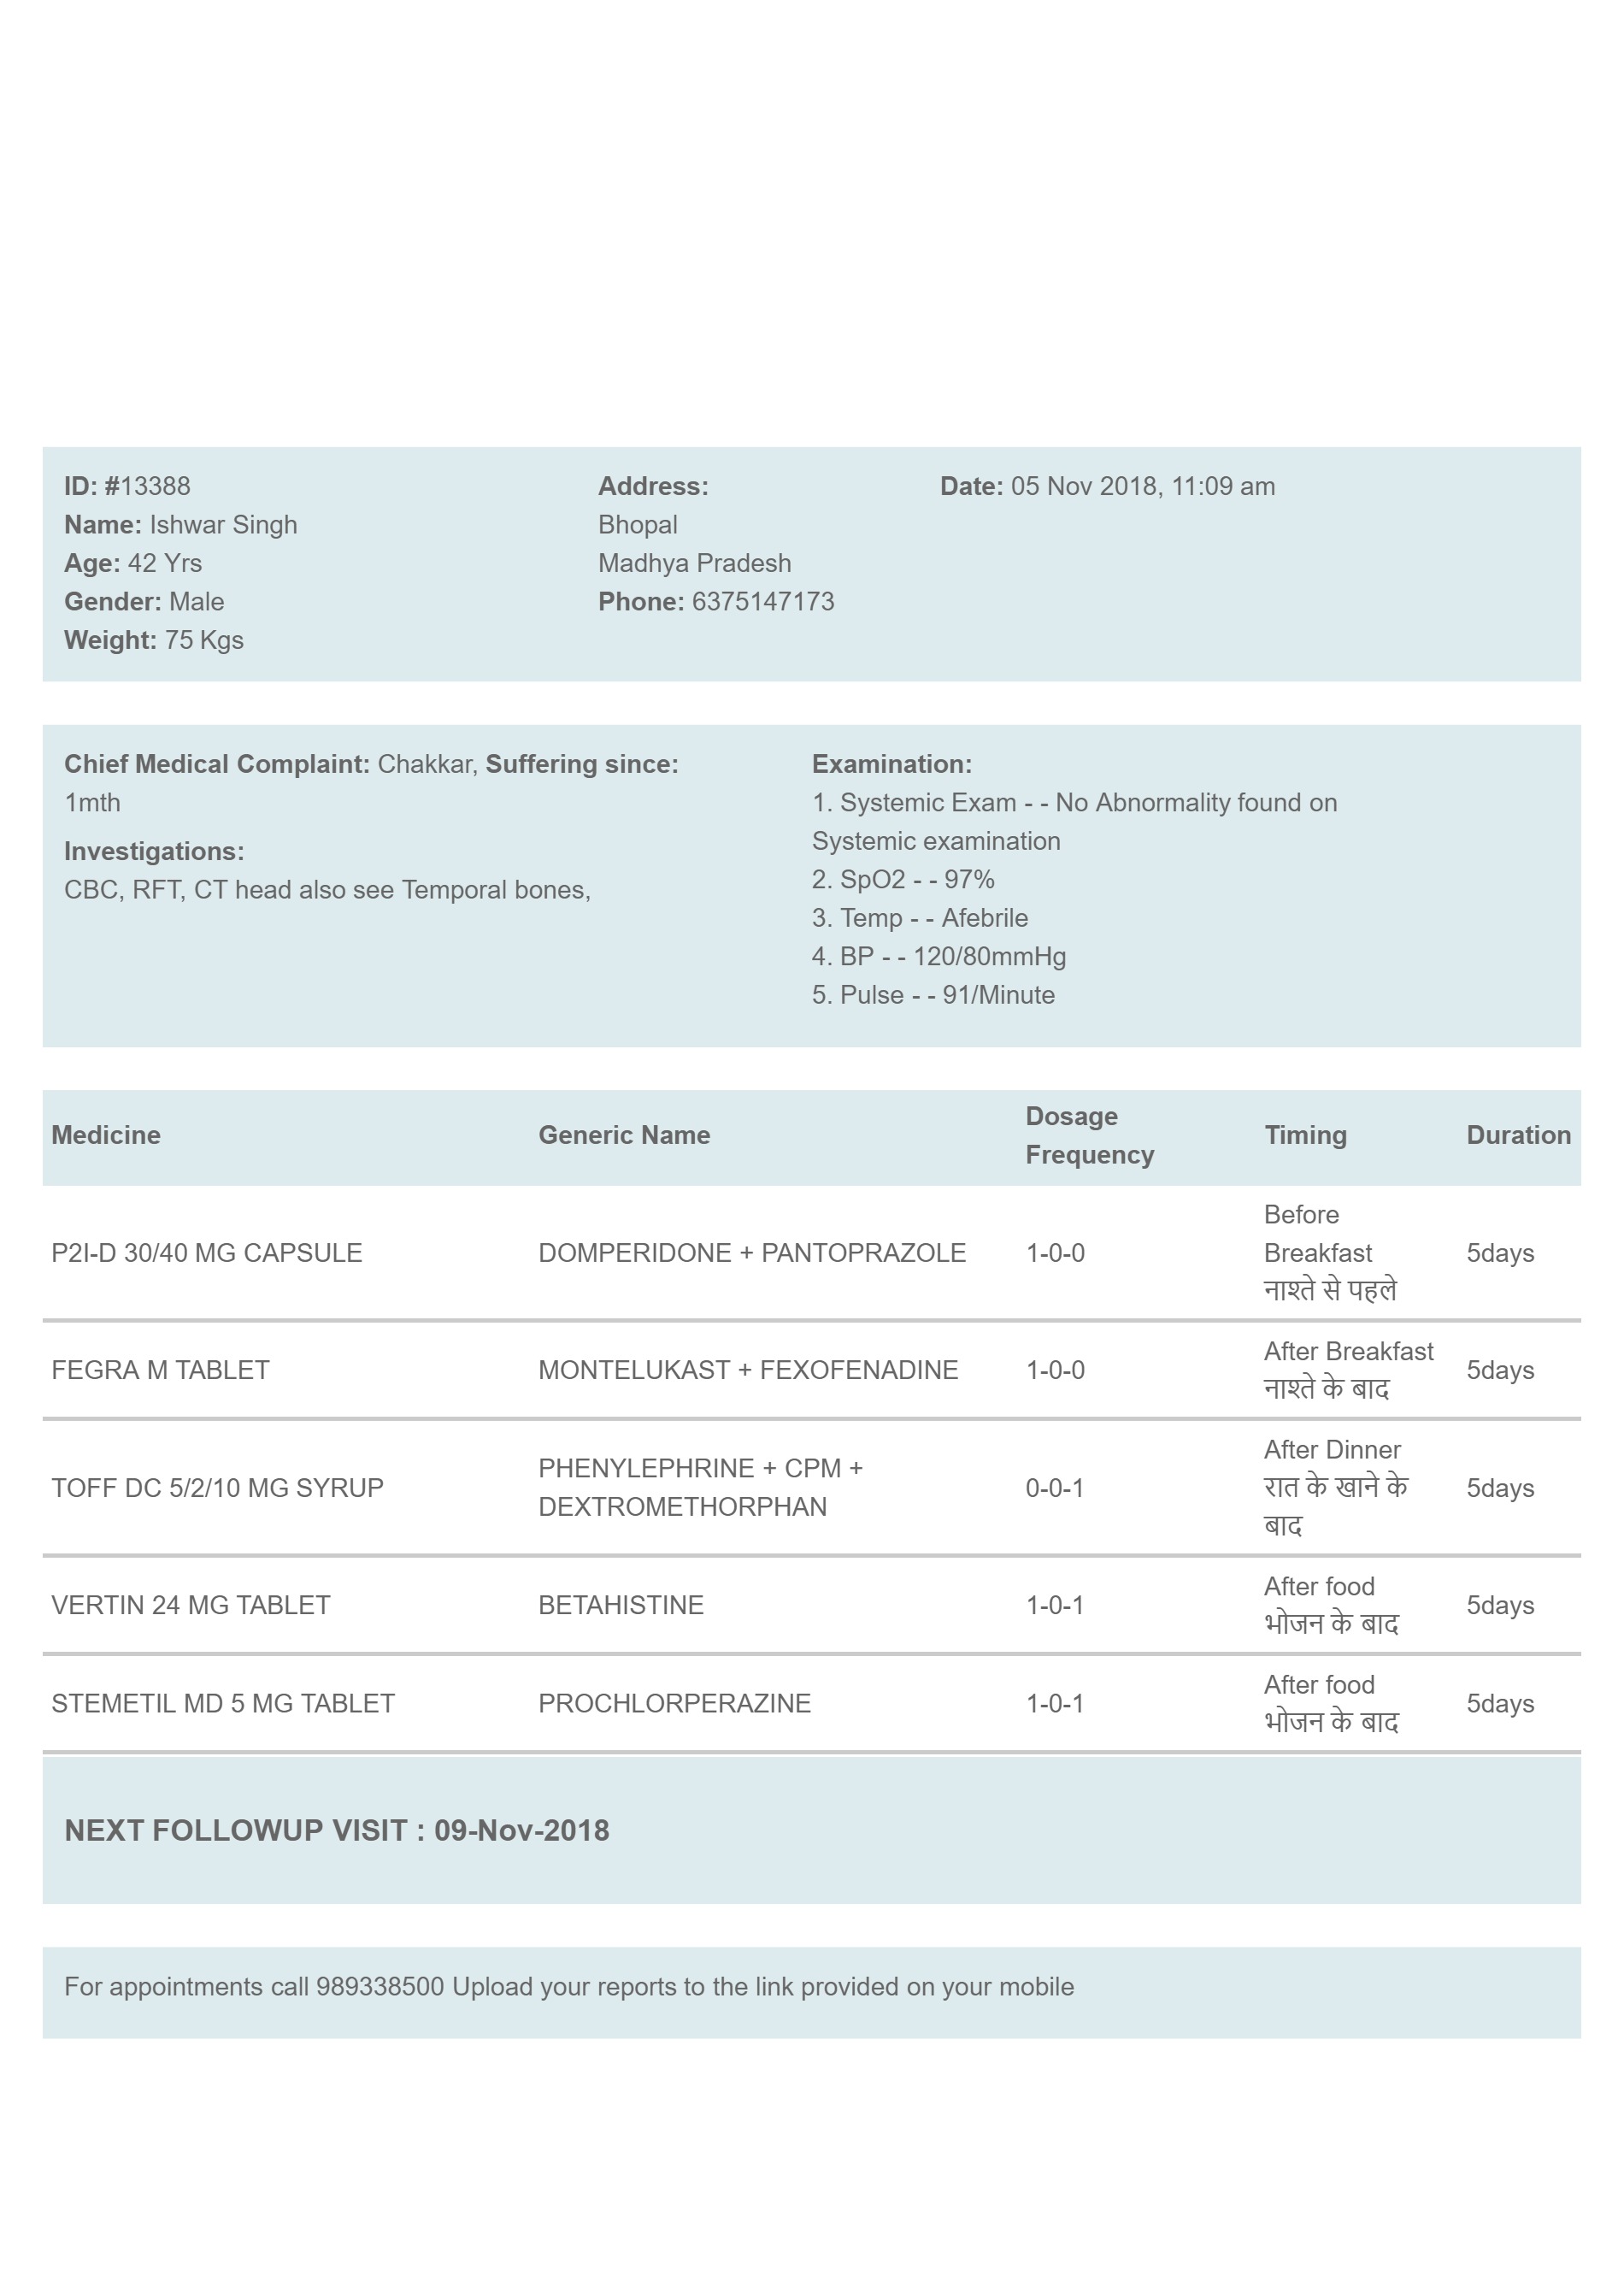 ID: #13388
Name: Ishwar Singh
Age: 42 Yrs
Gender: Male
Weight: 75 Kgs
Address:
Bhopal
Madhya Pradesh
Phone: 6375147173
Date: 05 Nov 2018, 11:09 am
Chief Medical Complaint: Chakkar, Suffering since:
1mth
Investigations:
CBC, RFT, CT head also see Temporal bones,
Examination:
1. Systemic Exam - - No Abnormality found on
Systemic examination
2. SpO2 - - 97%
3. Temp - - Afebrile
4. BP - - 120/80mmHg
5. Pulse - - 91/Minute
Medicine Generic Name Dosage Frequency Timing Duration
P2I-D 30/40 MG CAPSULE DOMPERIDONE + PANTOPRAZOLE 1-0-0 Before Breakfast नाश्ते से पहले 5days
FEGRA M TABLET MONTELUKAST + FEXOFENADINE 1-0-0 After Breakfast नाश्ते के बाद 5days
TOFF DC 5/2/10 MG SYRUP PHENYLEPHRINE + CPM + DEXTROMETHORPHAN 0-0-1 After Dinner रात के खाने के बाद 5days
VERTIN 24 MG TABLET BETAHISTINE 1-0-1 After food भोजन के बाद 5days
STEMETIL MD 5 MG TABLET PROCHLORPERAZINE 1-0-1 After food भोजन के बाद 5days
NEXT FOLLOWUP VISIT : 09-Nov-2018
For appointments call 989338500 Upload your reports to the link provided on your mobile